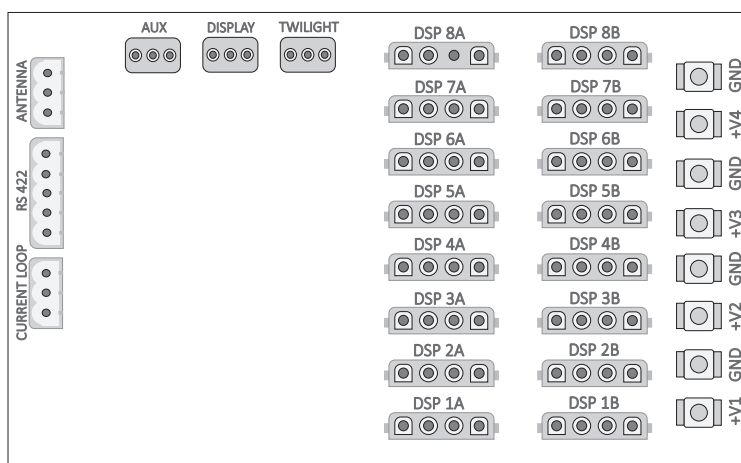 AUX
DISPLAY
TWILIGHT
ANTENNA
RS 422
CURRENT LOOP
DSP 8A
DSP 8B
DSP 7A
DSP 7B
DSP 6A
DSP 6B
DSP 5A
DSP 5B
DSP 4A
DSP 4B
DSP 3A
DSP 3B
DSP 2A
DSP 2B
DSP 1A
DSP 1B
GND
+V4
GND
+V3
GND
+V2
GND
+V1